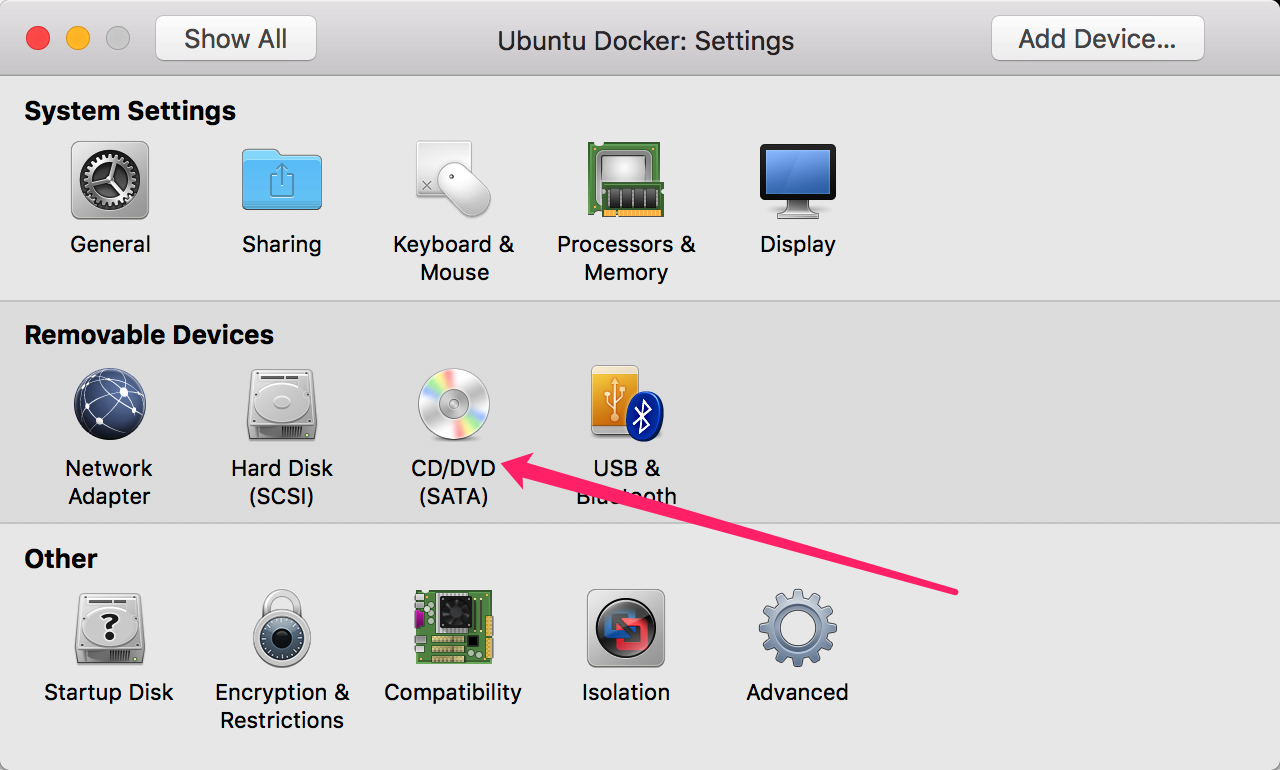 Show All
Ubuntu Docker: Settings
Add Device...
System Settings
General
Sharing
Keyboard &
Mouse
Processors &
Memory
Display
Removable Devices
Network
Adapter
Hard Disk
(SCSI)
CD/DVD
(SATA)
USB &
Bluetooth
Other
?
Startup Disk
Encryption &
Restrictions
Compatibility
Isolation
Advanced